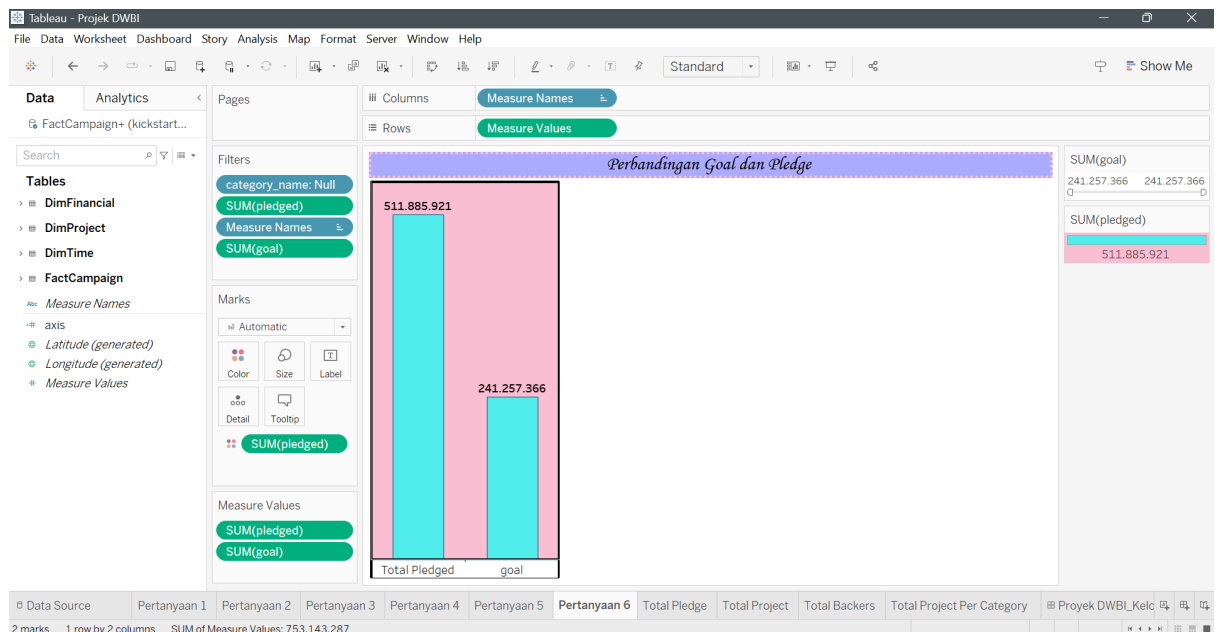 Tableau - Projek DWBI
File Data Worksheet Dashboard Story Analysis Map Format Server Window Help
Standard
Show Me
Data Analytics
FactCampaign+ (kickstart...
Search
Tables
DimFinancial
DimProject
DimTime
FactCampaign
Abc Measure Names
axis
Latitude (generated)
Longitude (generated)
Measure Values
Pages
Filters
category_name: Null
SUM(pledged)
Measure Names
SUM(goal)
Marks
Automatic
Color Size Label
Detail Tooltip
SUM(pledged)
Measure Values
SUM(pledged)
SUM(goal)
Columns Measure Names
Rows Measure Values
Perbandingan Goal dan Pledge
511.885.921
241.257.366
Total Pledged goal
SUM(goal)
241.257.366 241.257.366
SUM(pledged)
511.885.921
Data Source Pertanyaan 1 Pertanyaan 2 Pertanyaan 3 Pertanyaan 4 Pertanyaan 5 Pertanyaan 6 Total Pledge Total Project Total Backers Total Project Per Category Proyek DWBI_Kelc
2 marks 1 row by 2 columns SUM of Measure Values: 753.143.287